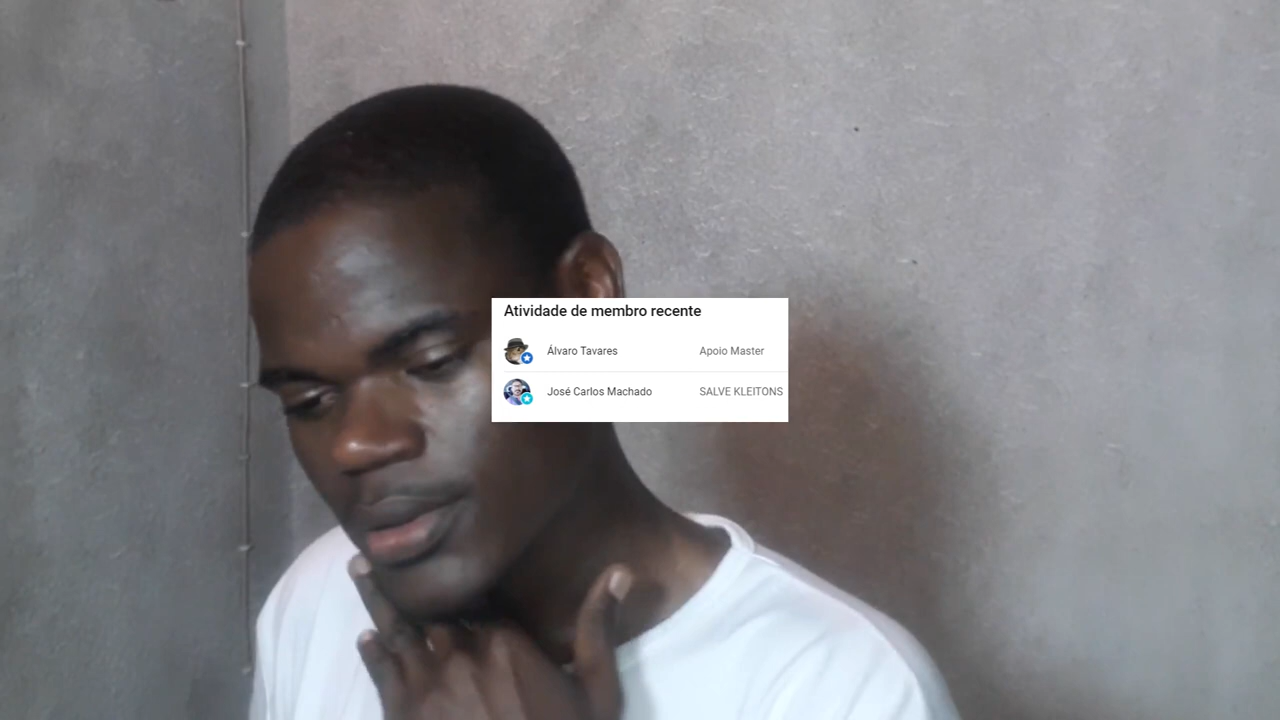 Atividade de membro recente
Álvaro Tavares Apoio Master
José Carlos Machado SALVE KLEITONS